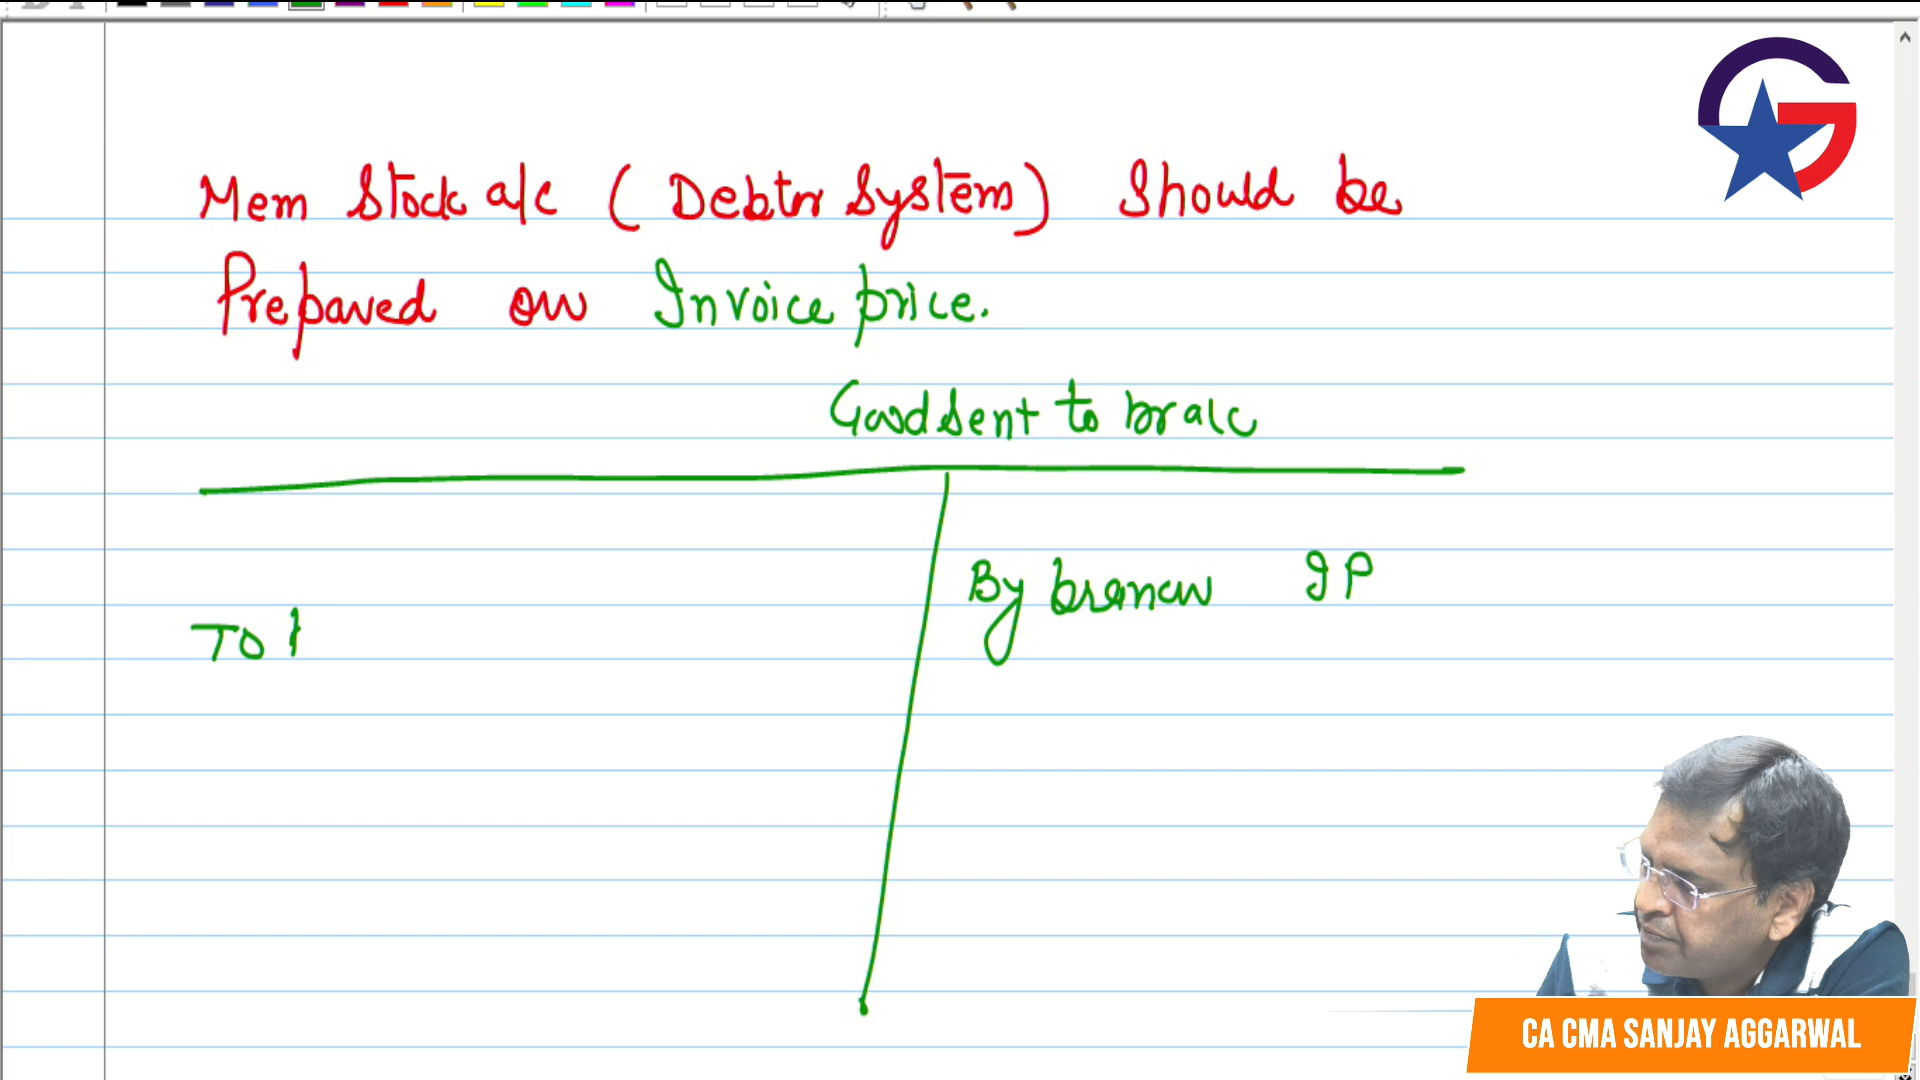 Mem Stock a/c (Debtor System) Should be
Prepared on Invoice price.
Good Sent to br a/c
By branch IP
To
CA CMA SANJAY AGGARWAL